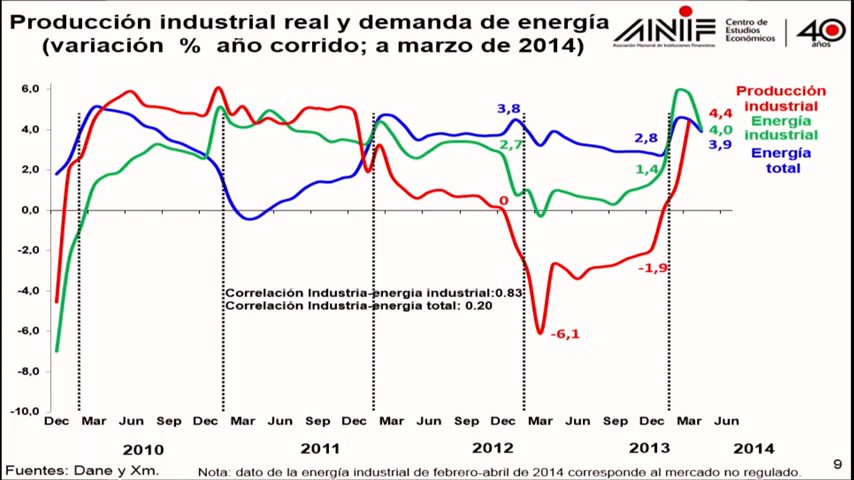 Producción industrial real y demanda de energía
(variación % año corrido; a marzo de 2014)
ANIF
Asociación Nacional de Instituciones Financieras
Centro de
Estudios
Económicos
40
años
6,0
4,0
2,0
0,0
-2,0
-4,0
-6,0
-8,0
-10,0
3,8
2,7
0
-6,1
2,8
1,4
-1,9
Producción
industrial
4,4
Energía
industrial
4,0
3,9
Energía
total
Correlación Industria-energía industrial:0.83
Correlación Industria-energía total: 0.20
Dec Mar Jun Sep Dec Mar Jun Sep Dec Mar Jun Sep Dec Mar Jun Sep Dec Mar Jun
2010 2011 2012 2013 2014
Fuentes: Dane y Xm.
Nota: dato de la energía industrial de febrero-abril de 2014 corresponde al mercado no regulado.
9